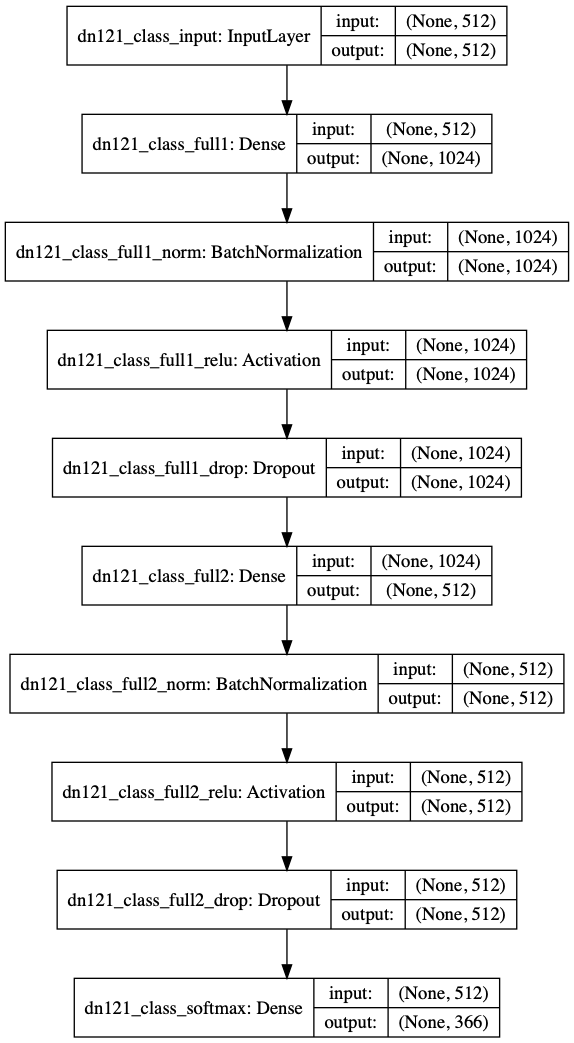 dn121_class_input: InputLayer
input: (None, 512)
output: (None, 512)
dn121_class_full1: Dense
input: (None, 512)
output: (None, 1024)
dn121_class_full1_norm: BatchNormalization
input: (None, 1024)
output: (None, 1024)
dn121_class_full1_relu: Activation
input: (None, 1024)
output: (None, 1024)
dn121_class_full1_drop: Dropout
input: (None, 1024)
output: (None, 1024)
dn121_class_full2: Dense
input: (None, 1024)
output: (None, 512)
dn121_class_full2_norm: BatchNormalization
input: (None, 512)
output: (None, 512)
dn121_class_full2_relu: Activation
input: (None, 512)
output: (None, 512)
dn121_class_full2_drop: Dropout
input: (None, 512)
output: (None, 512)
dn121_class_softmax: Dense
input: (None, 512)
output: (None, 366)